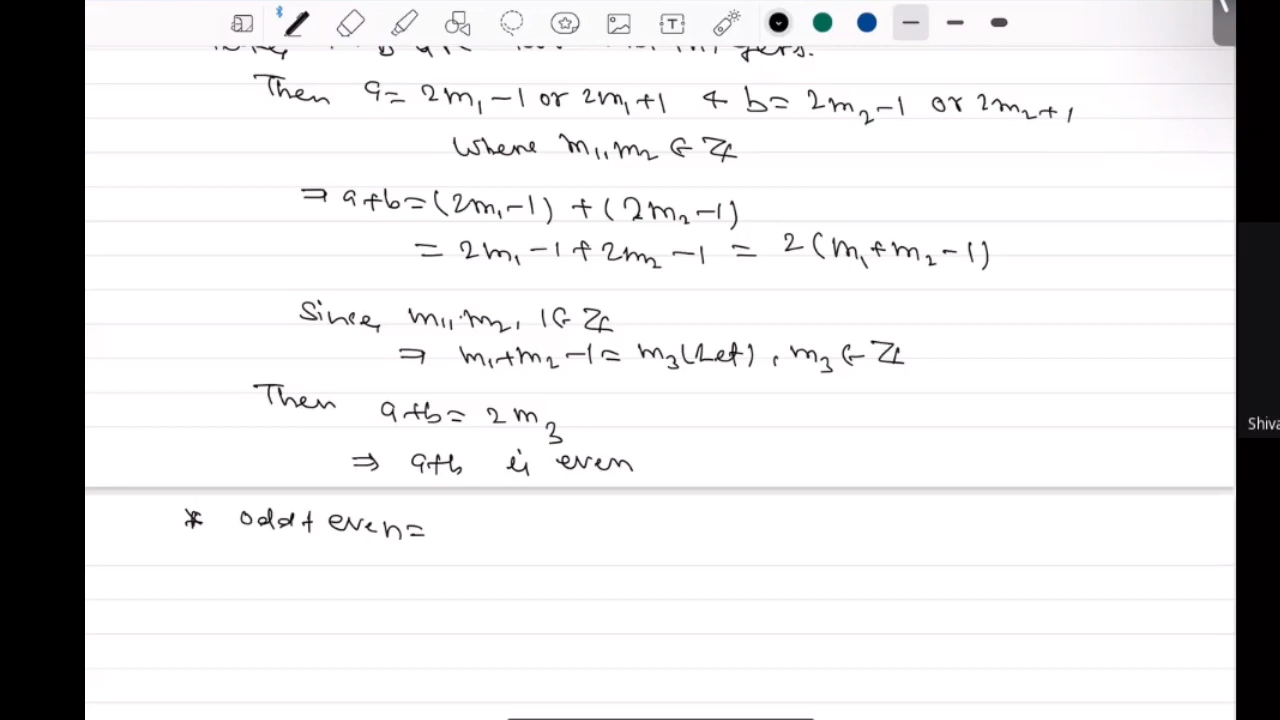 Then a = 2m₁-1 or 2m₁+1 & b = 2m₂-1 or 2m₂+1
where m₁, m₂ ∈ ℤ
⇒ a+b = (2m₁-1) + (2m₂-1)
= 2m₁-1+2m₂-1 = 2(m₁+m₂-1)
Since, m₁, m₂, 1 ∈ ℤ
⇒ m₁+m₂-1 = m₃ (Let), m₃ ∈ ℤ
Then a+b = 2m₃
⇒ a+b is even
* odd + even =
Shiva